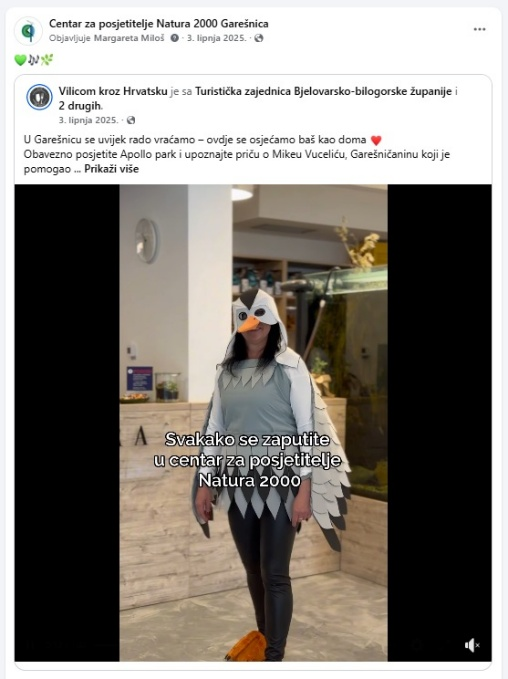 Centar za posjetitelje Natura 2000 Garešnica
Objavljuje Margareta Miloš · 3. lipnja 2025. ·
Vilicom kroz Hrvatsku je sa Turistička zajednica Bjelovarsko-bilogorske županije i
2 drugih.
3. lipnja 2025. ·
U Garešnicu se uvijek rado vraćamo – ovdje se osjećamo baš kao doma ❤️
Obavezno posjetite Apollo park i upoznajte priču o Mikeu Vuceliću, Garešničaninu koji je
pomogao ... Prikaži više
Svakako se zaputite
u centar za posjetitelje
Natura 2000